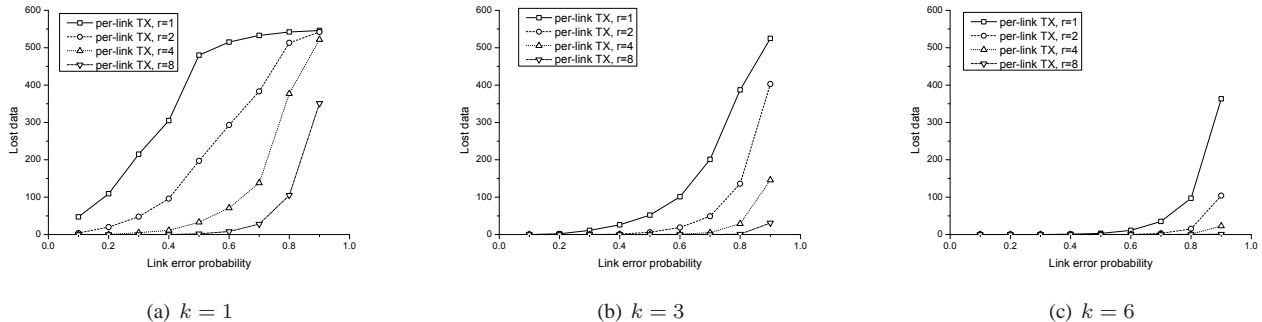 per-link TX, r=1
per-link TX, r=2
per-link TX, r=4
per-link TX, r=8
600
500
400
300
200
100
0
Lost data
0.0 0.2 0.4 0.6 0.8 1.0
Link error probability
(a) k = 1
per-link TX, r=1
per-link TX, r=2
per-link TX, r=4
per-link TX, r=8
600
500
400
300
200
100
0
Lost data
0.0 0.2 0.4 0.6 0.8 1.0
Link error probability
(b) k = 3
per-link TX, r=1
per-link TX, r=2
per-link TX, r=4
per-link TX, r=8
600
500
400
300
200
100
0
Lost data
0.0 0.2 0.4 0.6 0.8 1.0
Link error probability
(c) k = 6